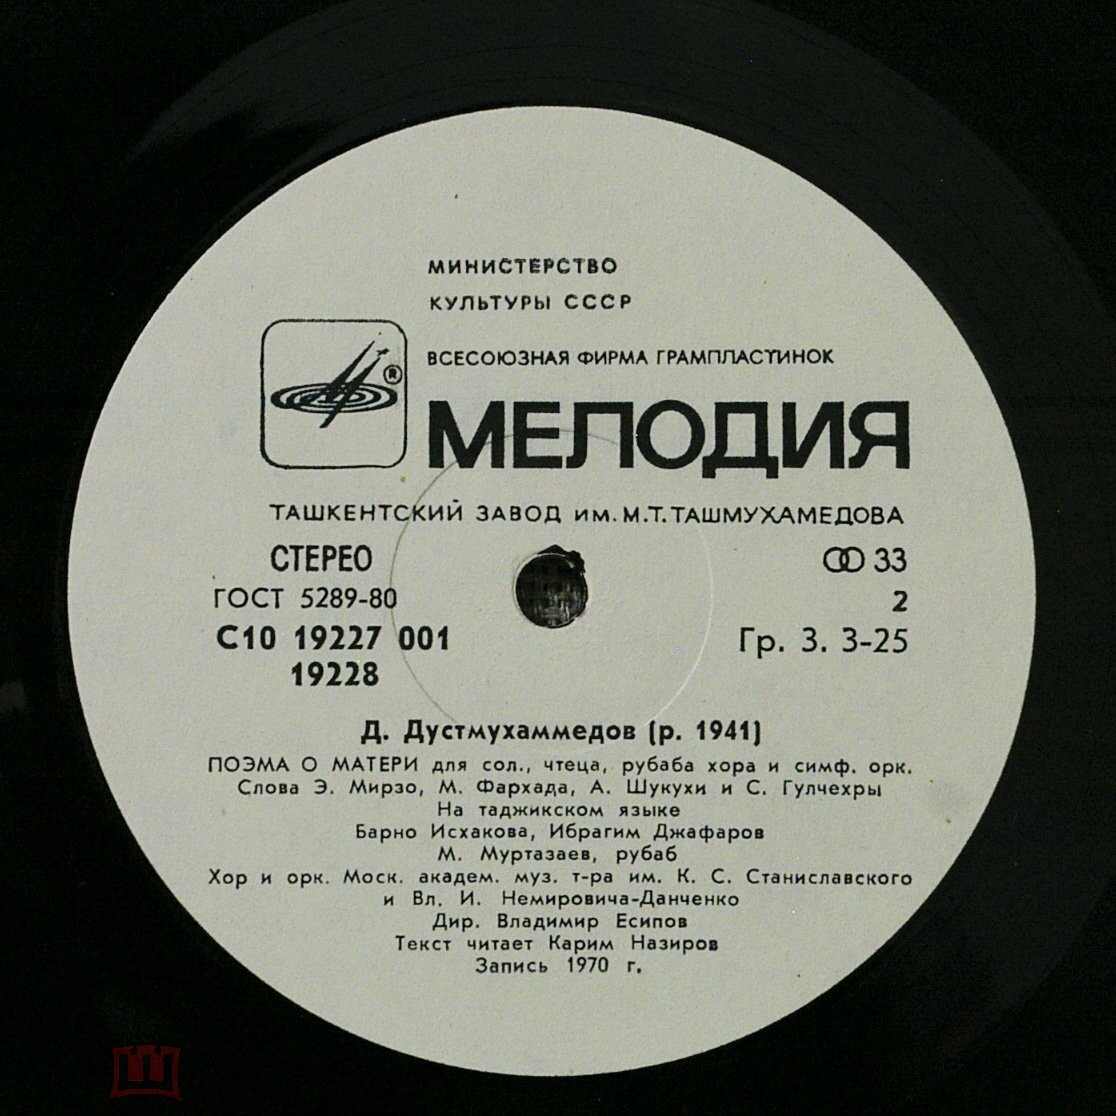 МИНИСТЕРСТВО
КУЛЬТУРЫ СССР
ВСЕСОЮЗНАЯ ФИРМА ГРАМПЛАСТИНОК
®
МЕЛОДИЯ
ТАШКЕНТСКИЙ ЗАВОД ИМ. М.Т. ТАШМУХАМЕДОВА
СТЕРЕО 33
ГОСТ 5289-80 2
С10 19227 001 Гр. 3. 3-25
19228
Д. Дустмухаммедов (р. 1941)
ПОЭМА О МАТЕРИ для сол., чтеца, рубаба хора и симф. орк.
Слова Э. Мирзо, М. Фархада, А. Шукухи и С. Гулчехры
На таджикском языке
Барно Исхакова, Ибрагим Джафаров
М. Муртазаев, рубаб
Хор и орк. Моск. академ. муз. т-ра им. К. С. Станиславского
и Вл. И. Немировича-Данченко
Дир. Владимир Есипов
Текст читает Карим Назиров
Запись 1970 г.